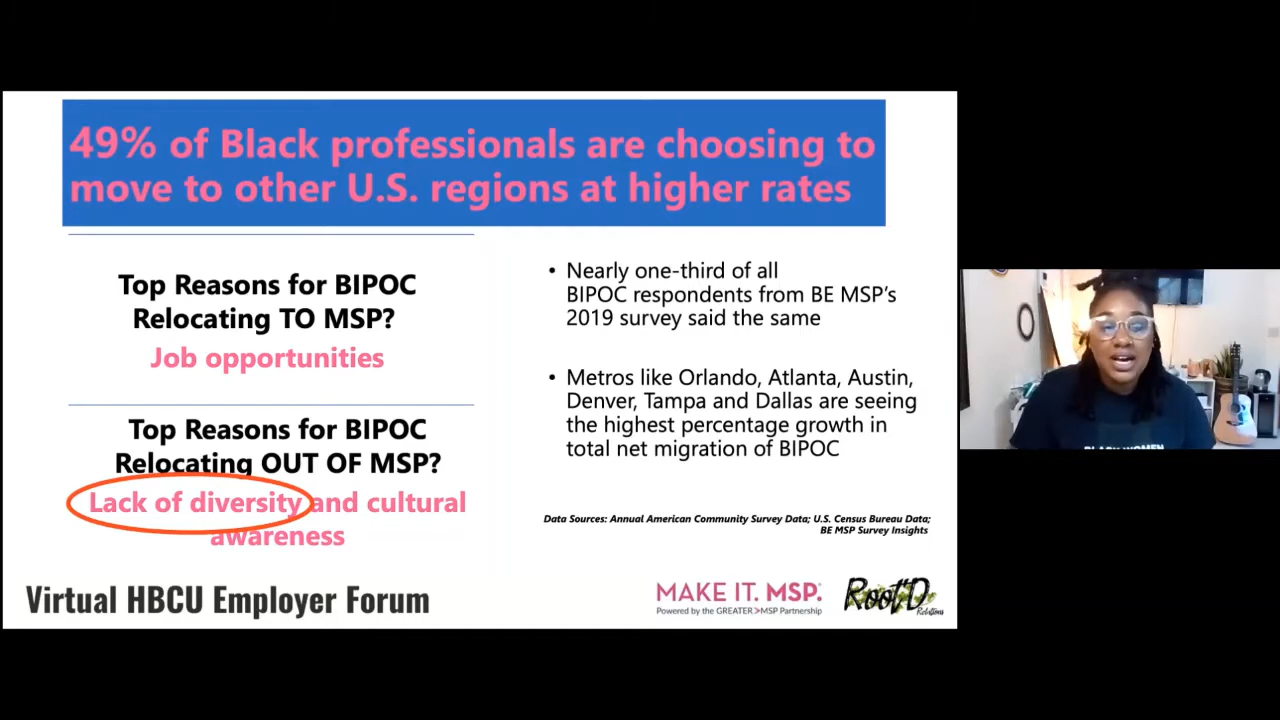 49% of Black professionals are choosing to
move to other U.S. regions at higher rates
Top Reasons for BIPOC
Relocating TO MSP?
Job opportunities
Top Reasons for BIPOC
Relocating OUT OF MSP?
Lack of diversity and cultural
awareness
• Nearly one-third of all
BIPOC respondents from BE MSP’s
2019 survey said the same
• Metros like Orlando, Atlanta, Austin,
Denver, Tampa and Dallas are seeing
the highest percentage growth in
total net migration of BIPOC
Data Sources: Annual American Community Survey Data; U.S. Census Bureau Data;
BE MSP Survey Insights
Virtual HBCU Employer Forum
MAKE IT. MSP.
Powered by the GREATER>MSP Partnership
Root'D
Relations
BLACK WOMEN